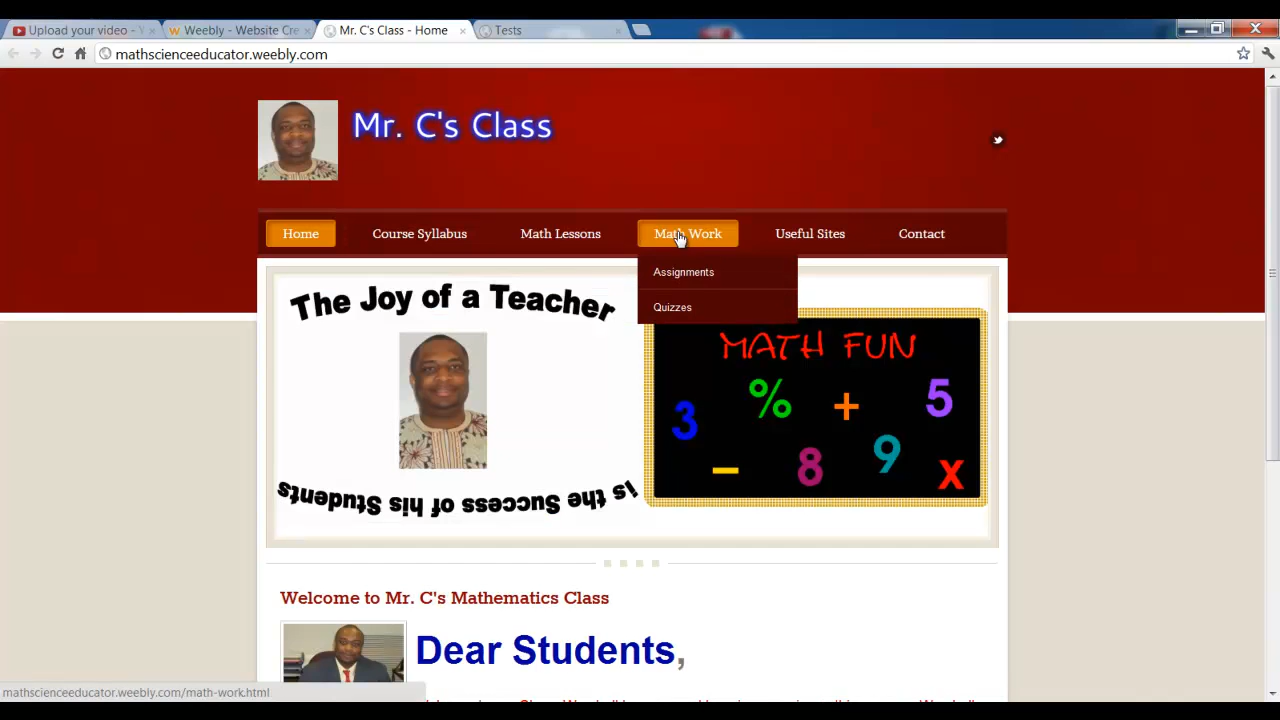 Upload your video - Y
Weebly - Website Cre
Mr. C's Class - Home
Tests
mathscienceeducator.weebly.com
Mr. C's Class
Home
Course Syllabus
Math Lessons
Math Work
Useful Sites
Contact
Assignments
Quizzes
The Joy of a Teacher
is the Success of his Students
MATH FUN
3 % + 5
- 8 9 x
Welcome to Mr. C's Mathematics Class
Dear Students,
mathscienceeducator.weebly.com/math-work.html